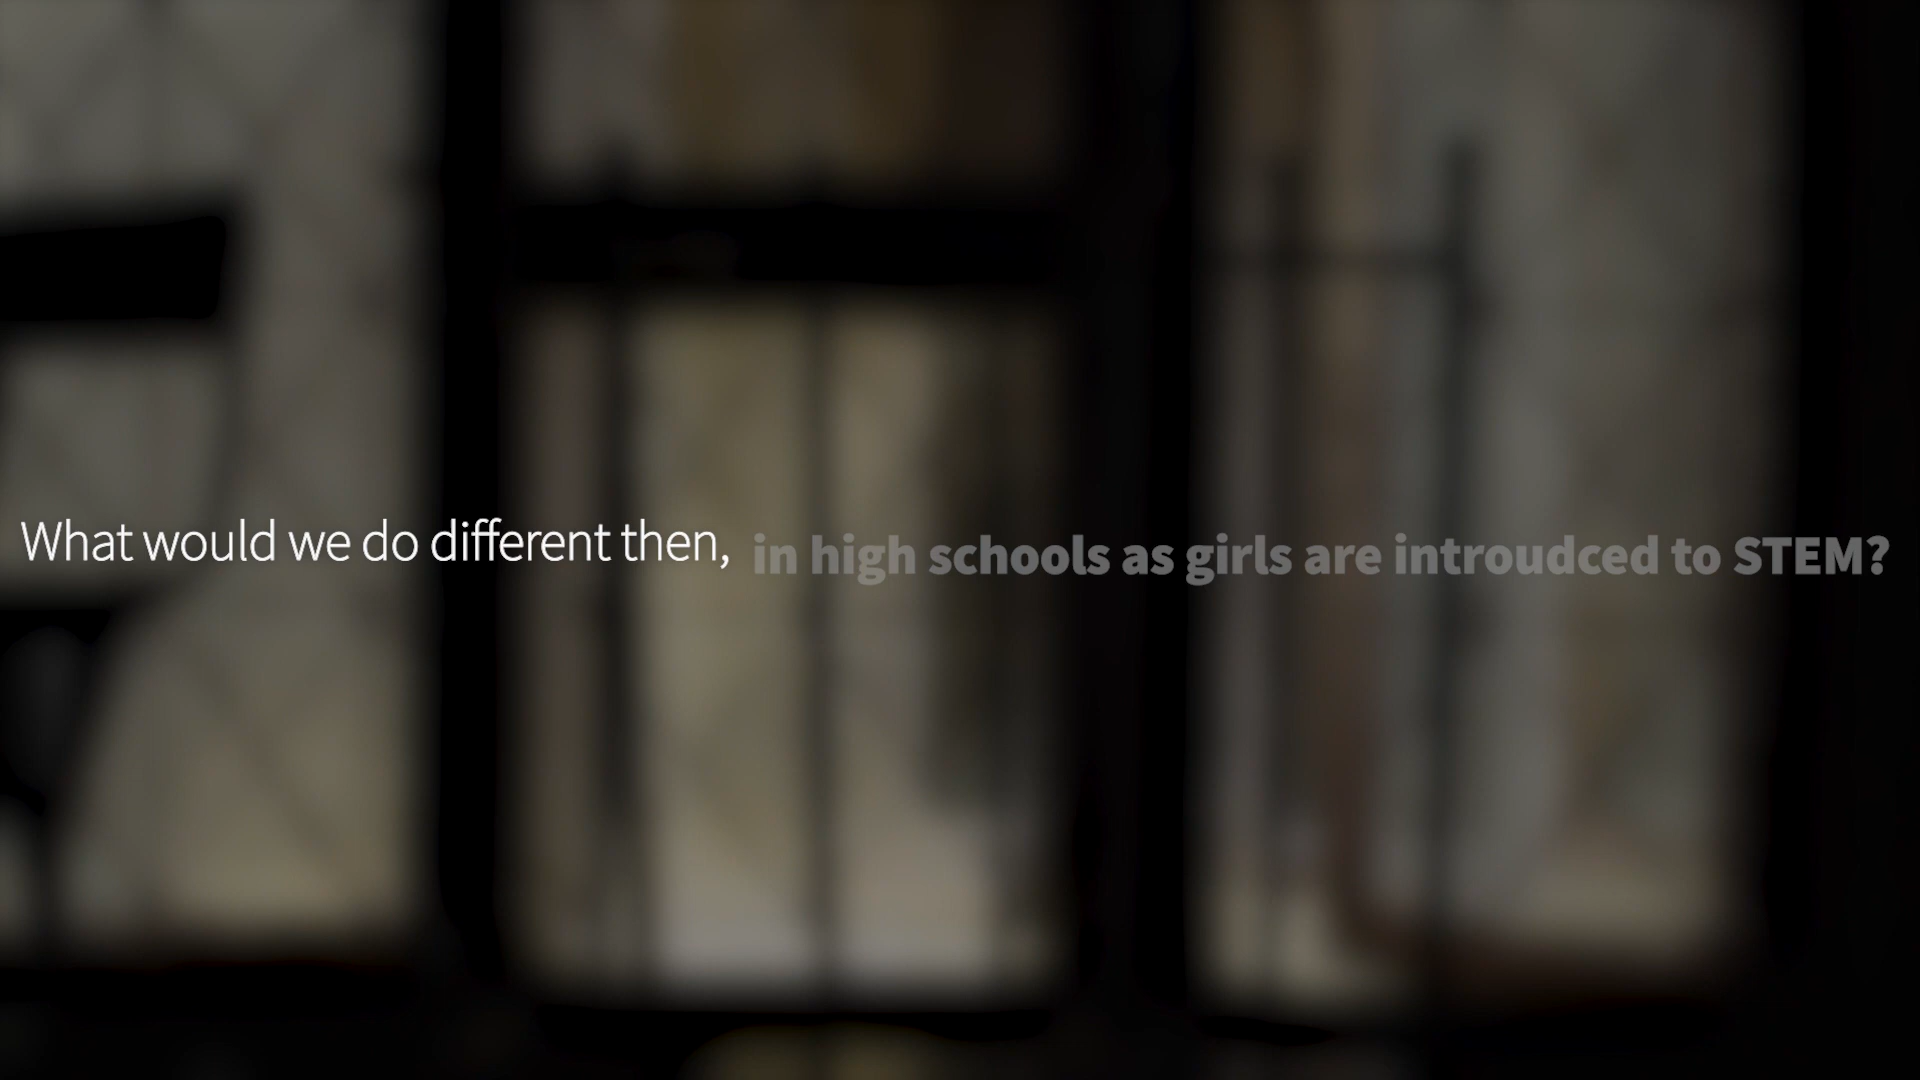 What would we do different then, in high schools as girls are introudced to STEM?